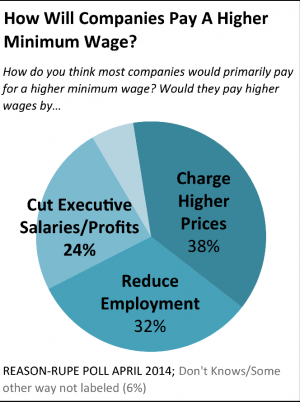 How Will Companies Pay A Higher
Minimum Wage?
How do you think most companies would primarily pay
for a higher minimum wage? Would they pay higher
wages by…
Charge
Higher
Prices
38%
Cut Executive
Salaries/Profits
24%
Reduce
Employment
32%
REASON-RUPE POLL APRIL 2014; Don't Knows/Some
other way not labeled (6%)